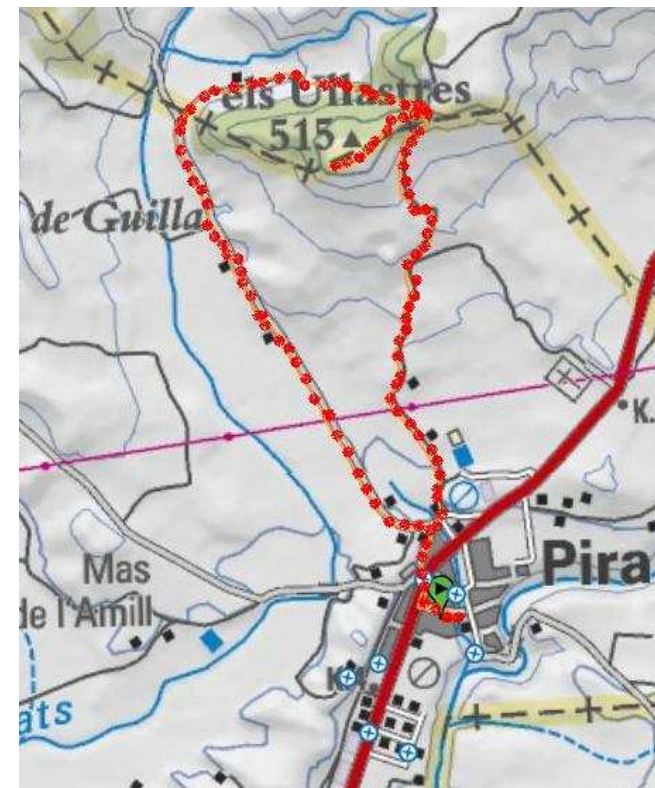 els Ullastres
515
de Guilla
K.
Pira
Mas
de l'Amill
ats